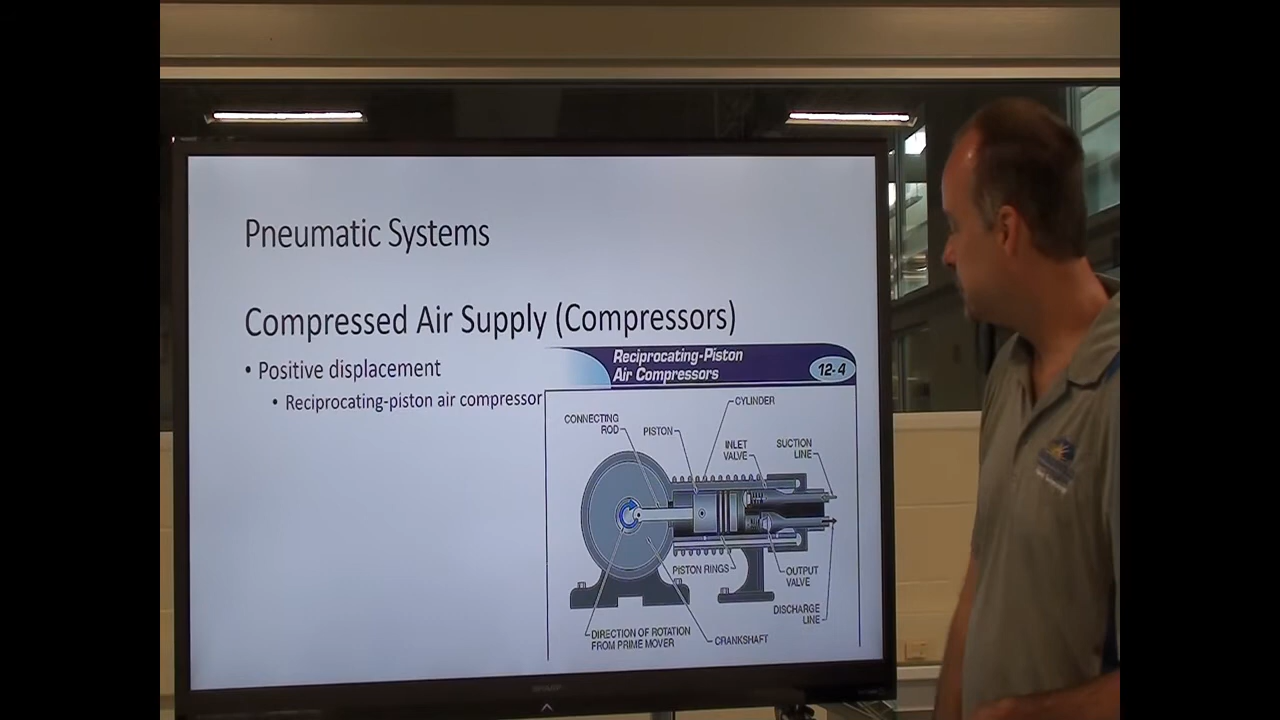 Pneumatic Systems
Compressed Air Supply (Compressors)
• Positive displacement
• Reciprocating-piston air compressor
Reciprocating-Piston
Air Compressors
12-4
CYLINDER
CONNECTING
ROD
PISTON
INLET
VALVE
SUCTION
LINE
PISTON RINGS
OUTPUT
VALVE
DISCHARGE
LINE
DIRECTION OF ROTATION
FROM PRIME MOVER
CRANKSHAFT
SHARP